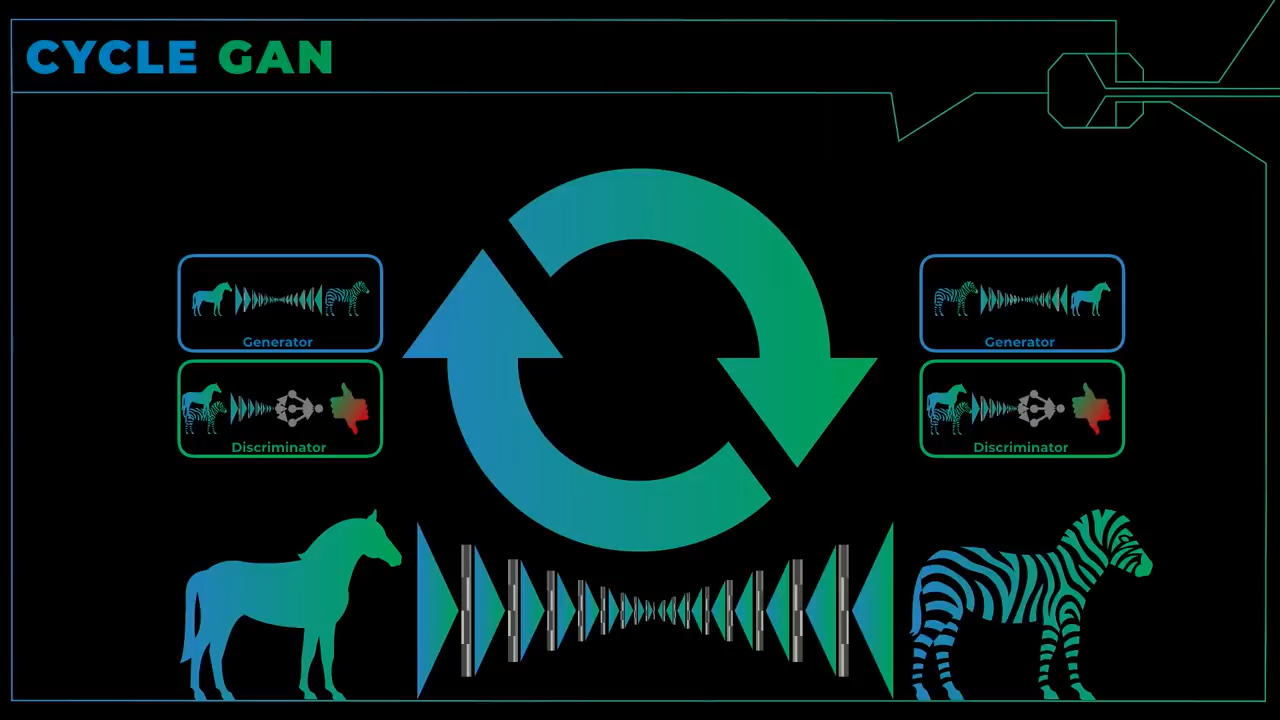 CYCLE GAN
Generator
Discriminator
Generator
Discriminator